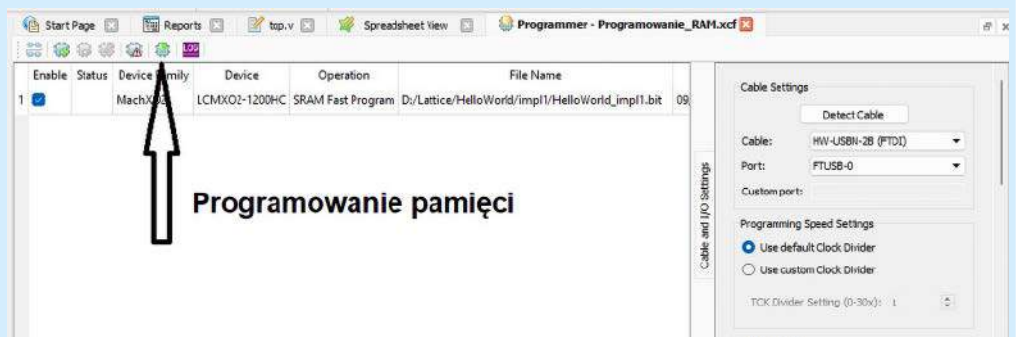 Start Page Reports top.v Spreadsheet View Programmer - Programowanie_RAM.xcf
LOG
Enable Status Device Family Device Operation File Name
1 MachXO2 LCMXO2-1200HC SRAM Fast Program D:/Lattice/HelloWorld/impl1/HelloWorld_impl1.bit 09
Programowanie pamięci
Cable and I/O Settings
Cable Settings
Detect Cable
Cable: HW-USBN-2B (FTDI)
Port: FTUSB-0
Custom port:
Programming Speed Settings
Use default Clock Divider
Use custom Clock Divider
TCK Divider Setting (0-30x): 1